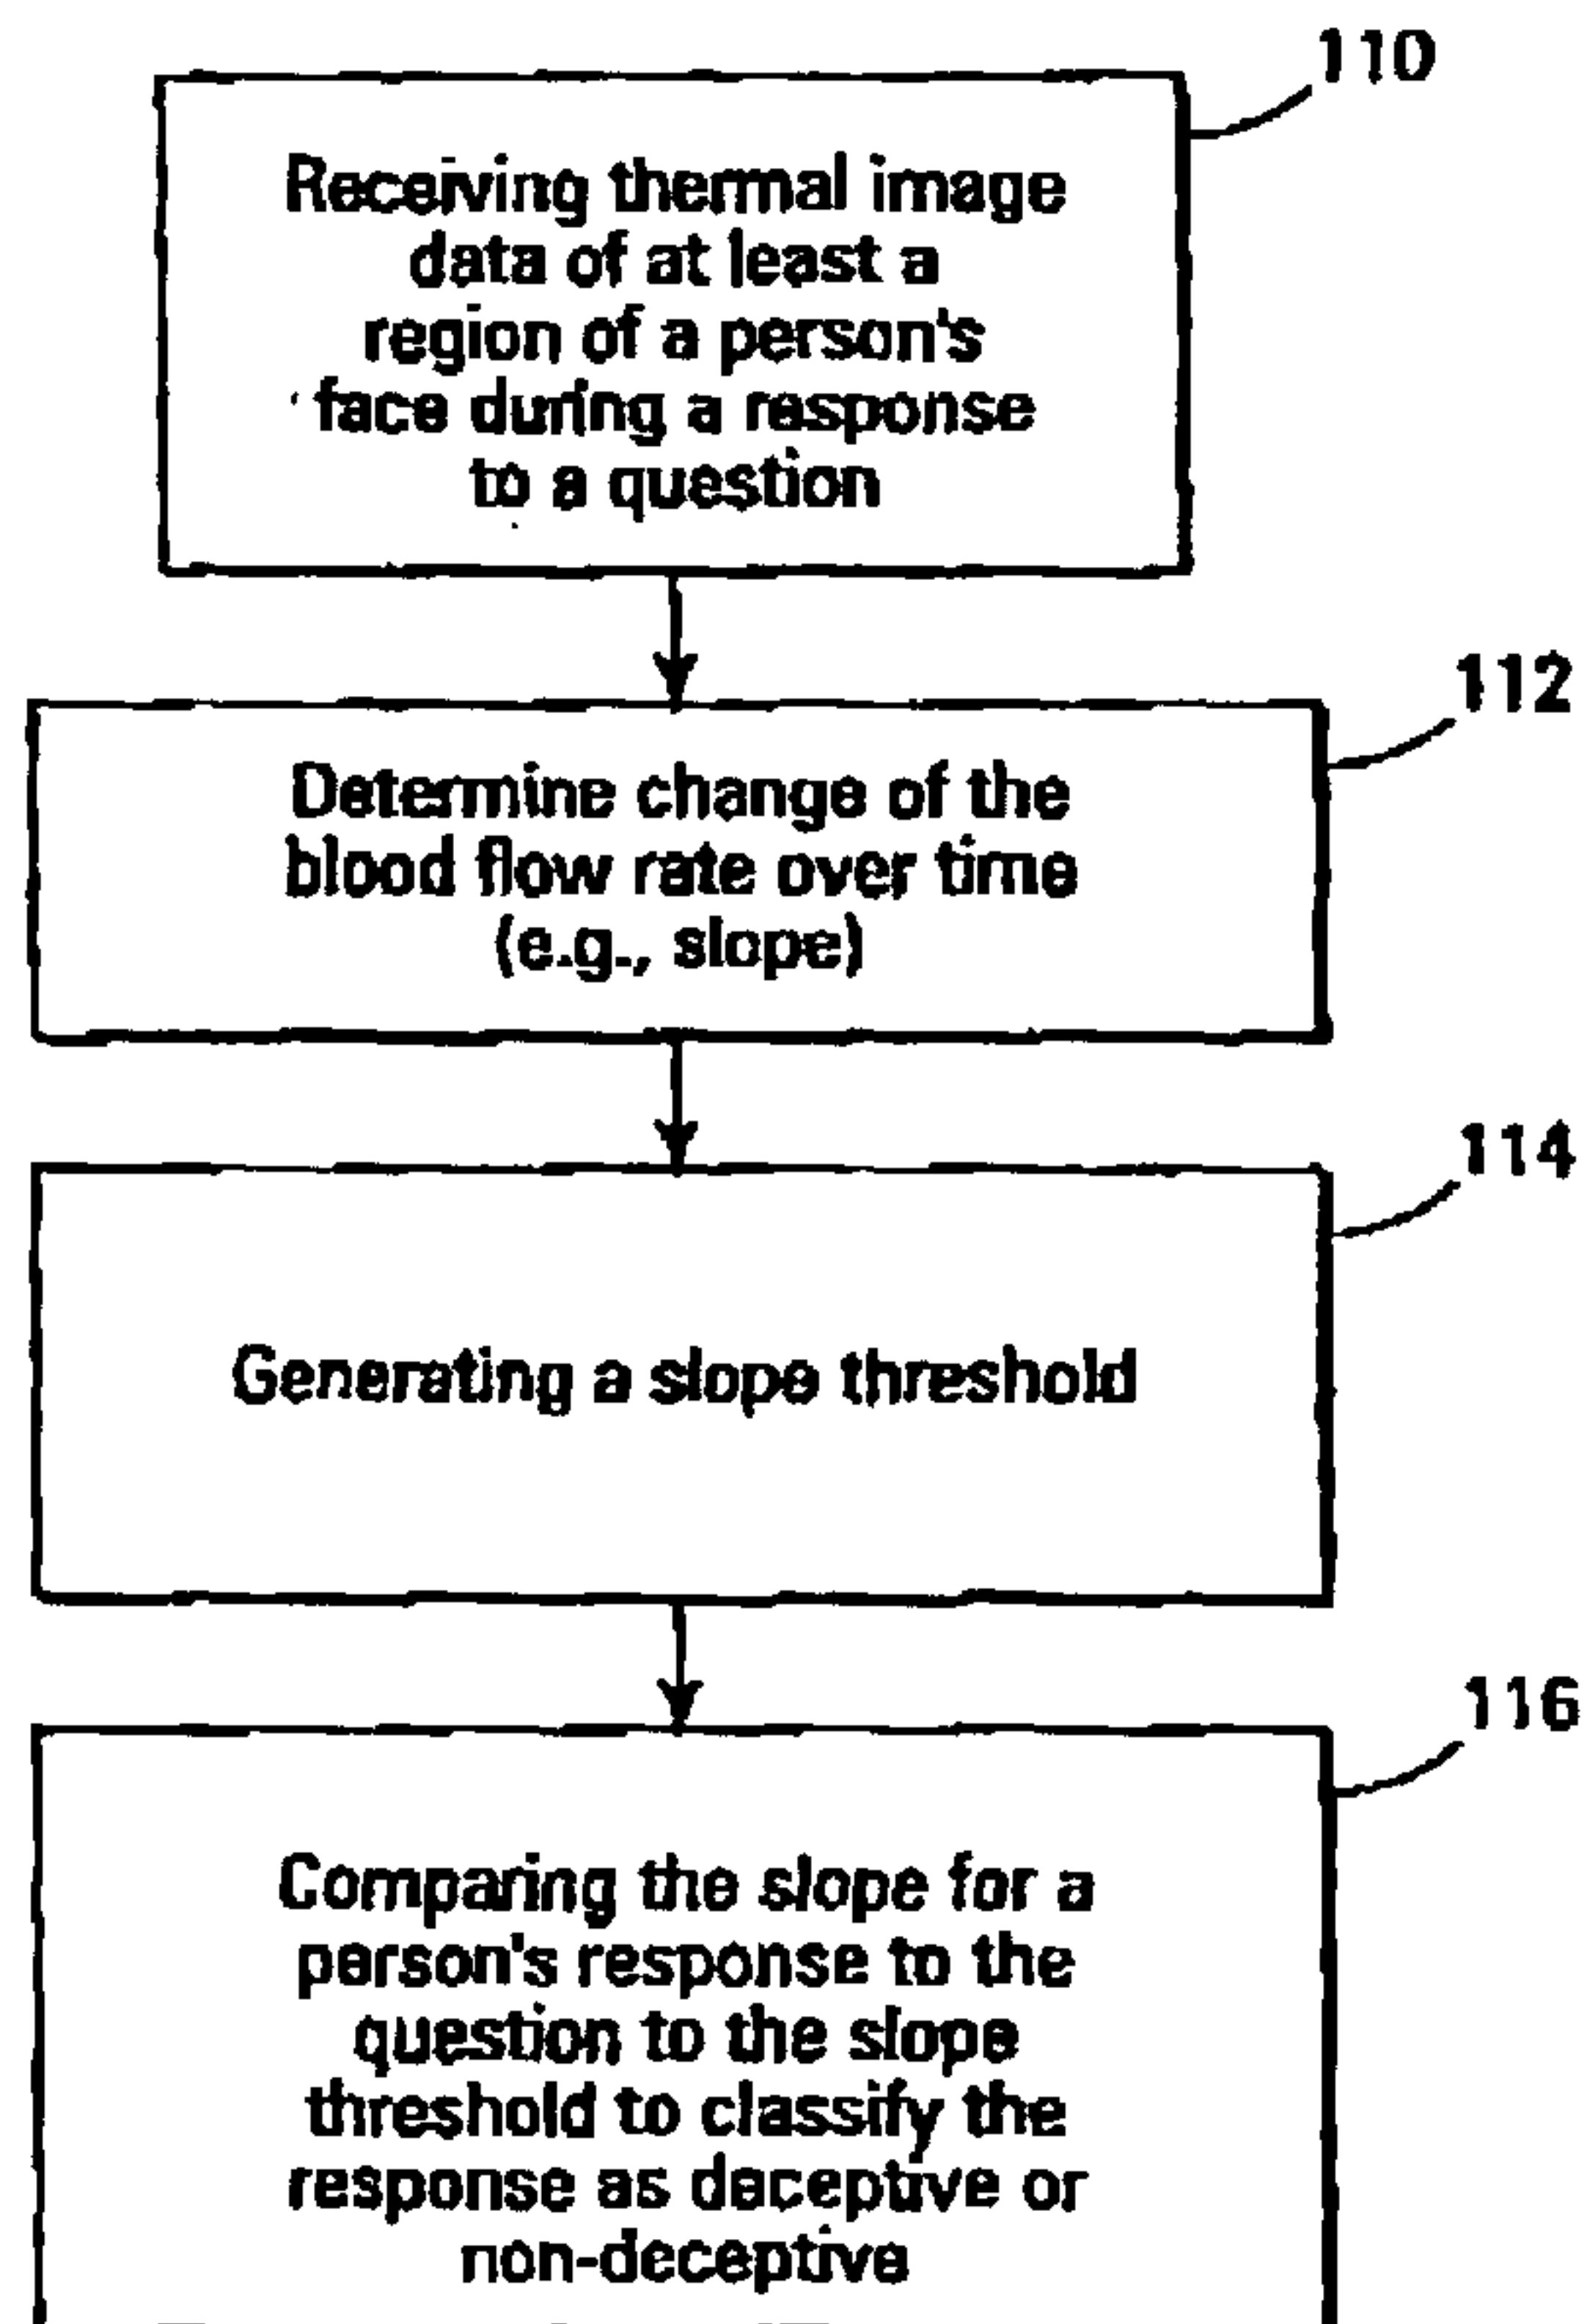 110
Receiving thermal image
data of at least a
region of a person's
face during a response
to a question
112
Determine change of the
blood flow rate over time
(e.g., slope)
114
Generating a slope threshold
116
Comparing the slope for a
person's response to the
question to the slope
threshold to classify the
response as deceptive or
non-deceptive